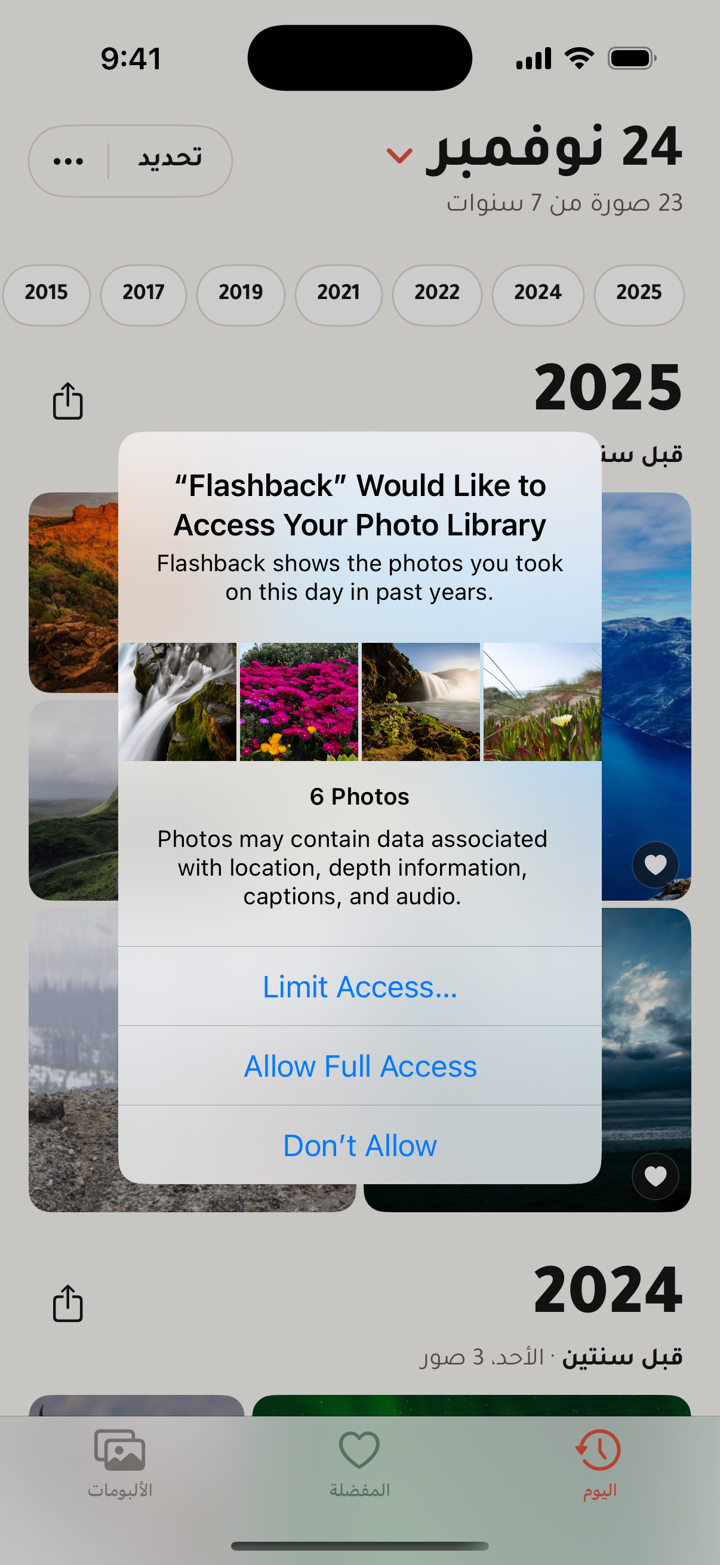 9:41
24 نوفمبر
تحديد
23 صورة من 7 سنوات
2025
2024
2022
2021
2019
2017
2015
2025
قبل
“Flashback” Would Like to
Access Your Photo Library
Flashback shows the photos you took
on this day in past years.
6 Photos
Photos may contain data associated
with location, depth information,
captions, and audio.
Limit Access...
Allow Full Access
Don’t Allow
2024
قبل سنتين · الأحد، 3 صور
اليوم
المفضلة
الألبومات